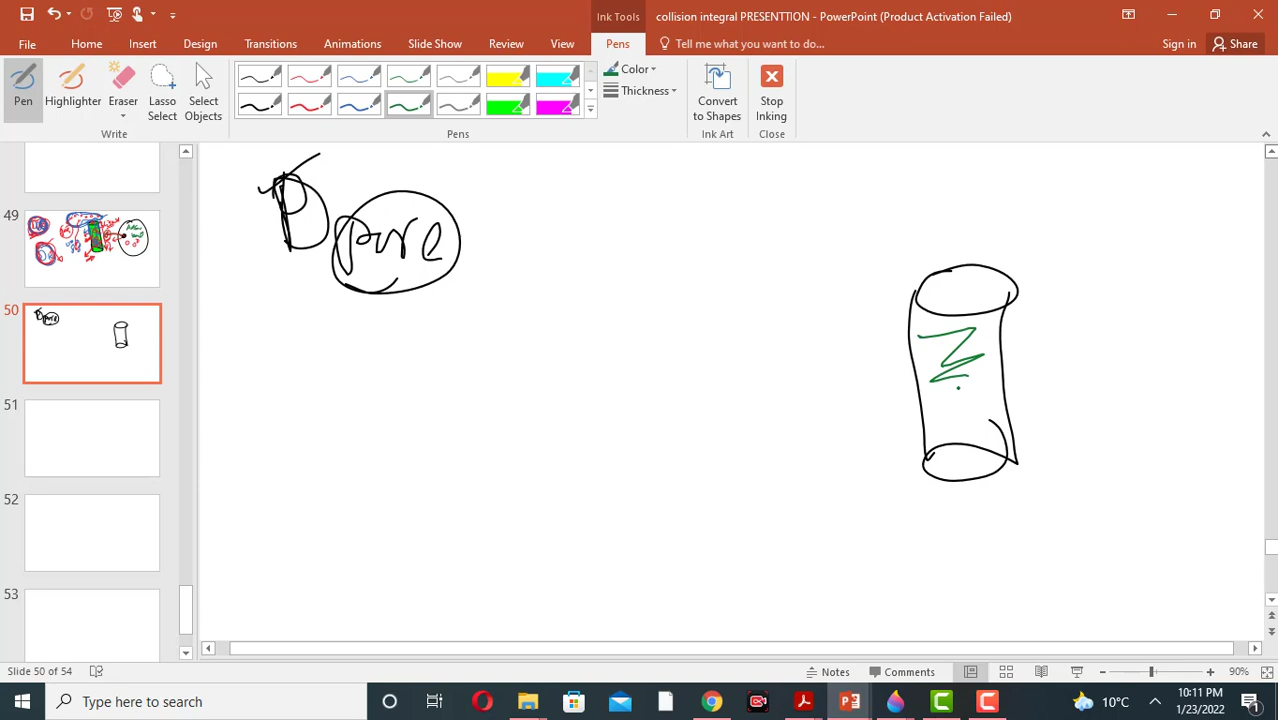 collision integral PRESENTTION - PowerPoint (Product Activation Failed)
Ink Tools
File
Home
Insert
Design
Transitions
Animations
Slide Show
Review
View
Pens
Tell me what you want to do...
Sign in
Share
Pen
Highlighter
Eraser
Lasso Select
Select Objects
Color
Thickness
Convert to Shapes
Stop Inking
Write
Pens
Ink Art
Close
49
50
51
52
53
pure
Slide 50 of 54
Notes
Comments
90%
Type here to search
10°C
10:11 PM
1/23/2022
1